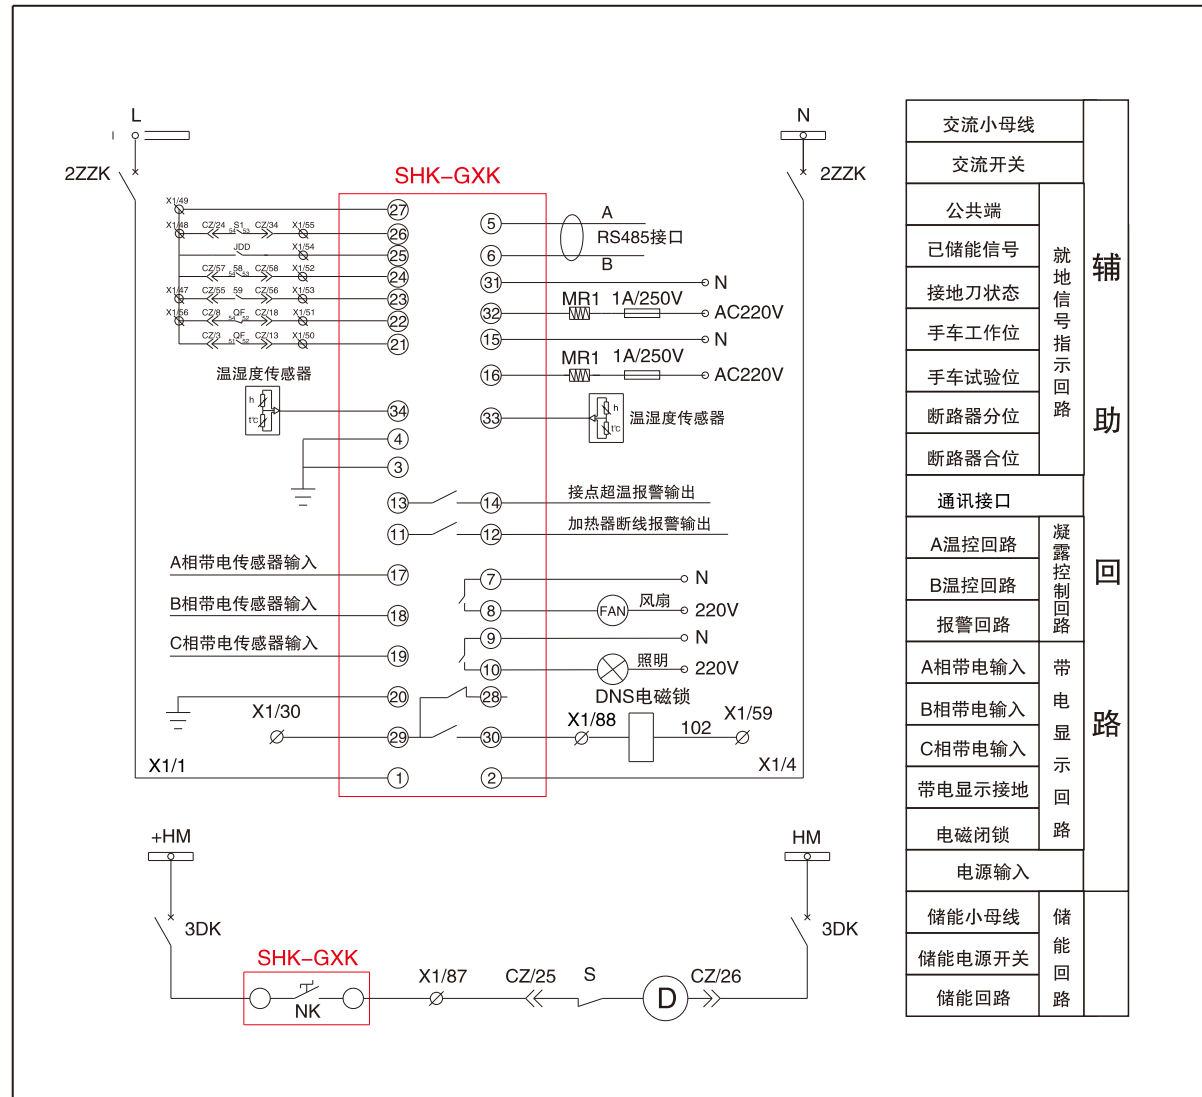 L
N
2ZZK
2ZZK
SHK-GXK
X1/49
27
X1/48 CZ/24 54 S1 53 CZ/34 X1/55
26
JDD X1/54
25
CZ/57 54 58 53 CZ/58 X1/52
24
X1/47 CZ/55 59 CZ/56 X1/53
23
X1/56 CZ/8 54 QF 52 CZ/18 X1/51
22
CZ/3 51 QF 52 CZ/13 X1/50
21
5 A
RS485接口
6 B
31 N
MR1 1A/250V
32 AC220V
15 N
MR1 1A/250V
16 AC220V
温湿度传感器
h
t℃
34
33
h
t℃
温湿度传感器
4
3
13 14 接点超温报警输出
11 12 加热器断线报警输出
A相带电传感器输入
17
B相带电传感器输入
18
C相带电传感器输入
19
7 N
8 FAN 风扇 220V
9 N
10 照明 220V
20 28
DNS电磁锁
X1/30
29 30
X1/88 102 X1/59
X1/1
1 2
X1/4
+HM
HM
3DK
3DK
SHK-GXK
NK
X1/87
CZ/25
S
D
CZ/26
交流小母线
交流开关
公共端
已储能信号
接地刀状态
手车工作位
手车试验位
断路器分位
断路器合位
就地信号指示回路
通讯接口
A温控回路
B温控回路
报警回路
凝露控制回路
A相带电输入
B相带电输入
C相带电输入
带电显示接地
电磁闭锁
带电显示回路
电源输入
辅助回路
储能小母线
储能电源开关
储能回路
储能回路